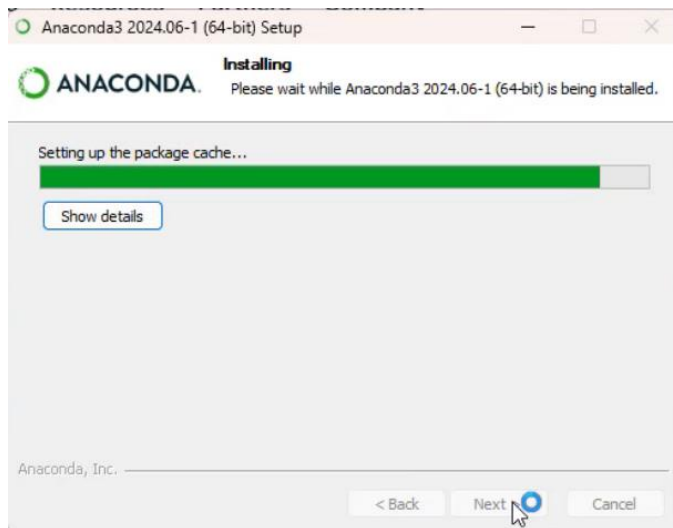 Anaconda3 2024.06-1 (64-bit) Setup
ANACONDA.
Installing
Please wait while Anaconda3 2024.06-1 (64-bit) is being installed.
Setting up the package cache...
Show details
Anaconda, Inc.
< Back
Next
Cancel